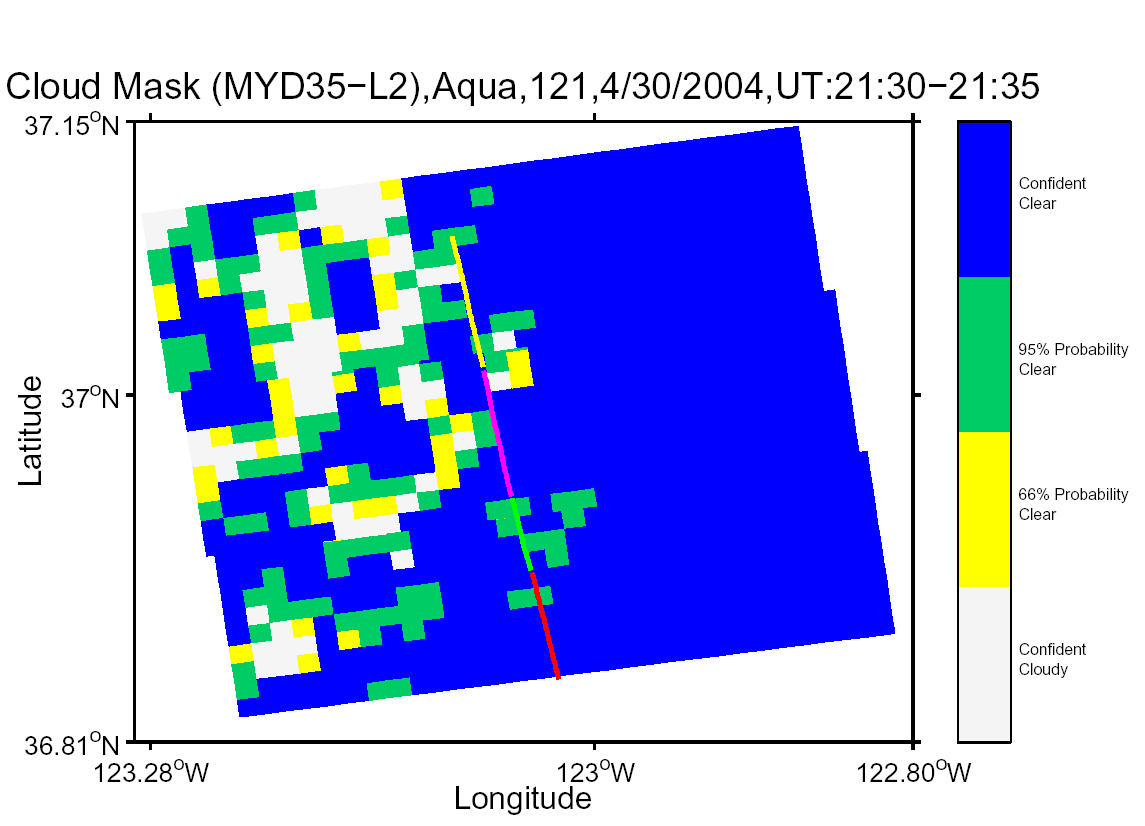 Cloud Mask (MYD35−L2),Aqua,121,4/30/2004,UT:21:30−21:35
37.15°N
37°N
36.81°N
Latitude
123.28°W
123°W
122.80°W
Longitude
Confident
Clear
95% Probability
Clear
66% Probability
Clear
Confident
Cloudy